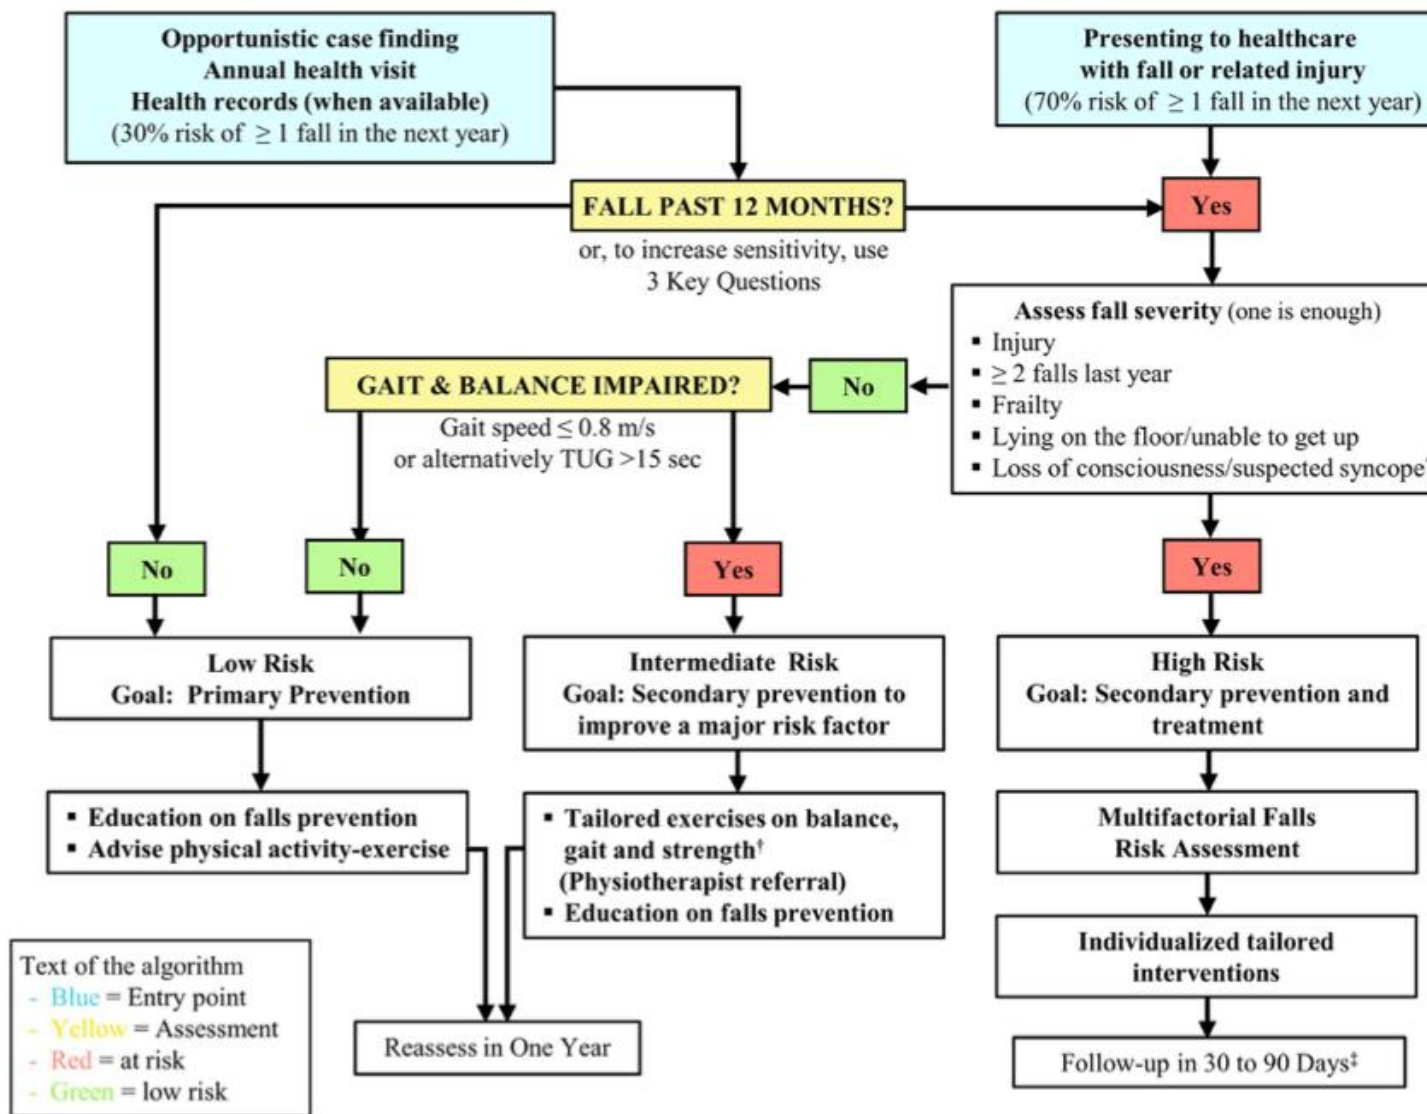 Opportunistic case finding
Annual health visit
Health records (when available)
(30% risk of ≥ 1 fall in the next year)
Presenting to healthcare
with fall or related injury
(70% risk of ≥ 1 fall in the next year)
FALL PAST 12 MONTHS?
or, to increase sensitivity, use
3 Key Questions
Yes
Assess fall severity (one is enough)
▪ Injury
▪ ≥ 2 falls last year
▪ Frailty
▪ Lying on the floor/unable to get up
▪ Loss of consciousness/suspected syncope
No
GAIT & BALANCE IMPAIRED?
Gait speed ≤ 0.8 m/s
or alternatively TUG >15 sec
No
No
Yes
Yes
Low Risk
Goal: Primary Prevention
Intermediate Risk
Goal: Secondary prevention to
improve a major risk factor
High Risk
Goal: Secondary prevention and
treatment
▪ Education on falls prevention
▪ Advise physical activity-exercise
▪ Tailored exercises on balance,
gait and strength†
(Physiotherapist referral)
▪ Education on falls prevention
Multifactorial Falls
Risk Assessment
Individualized tailored
interventions
Reassess in One Year
Follow-up in 30 to 90 Days‡
Text of the algorithm
- Blue = Entry point
- Yellow = Assessment
- Red = at risk
- Green = low risk